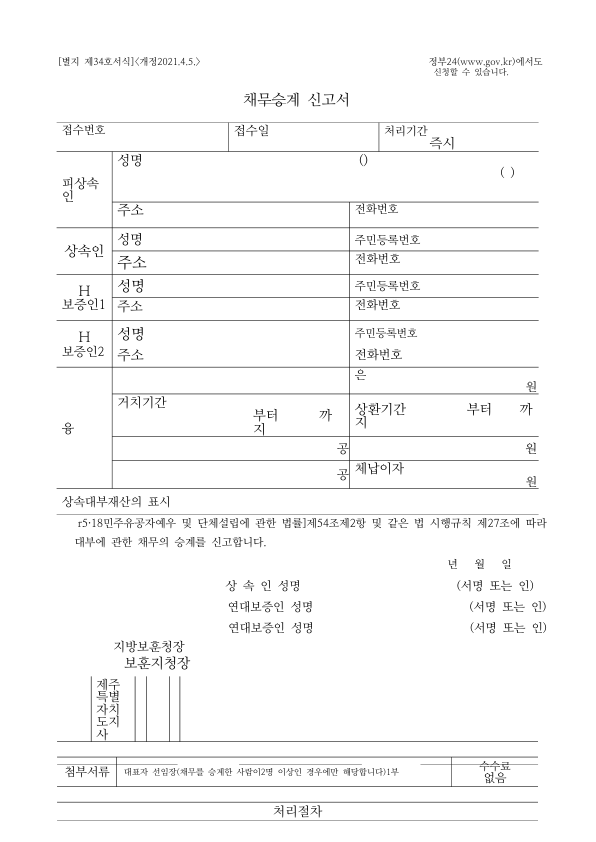 [별지 제34호서식]<개정2021.4.5.>
정부24(www.gov.kr)에서도
신청할 수 있습니다.
채무승계 신고서
접수번호 접수일 처리기간
즉시
피상속
인
성명 ()
( )
주소 전화번호
상속인
성명 주민등록번호
주소 전화번호
H
보증인1
성명 주민등록번호
주소 전화번호
H
보증인2
성명 주민등록번호
주소 전화번호
융
은
원
거치기간
부터 까
지
상환기간 부터 까
지
공 원
공 체납이자
원
상속대부재산의 표시
r5·18민주유공자예우 및 단체설립에 관한 법률]제54조제2항 및 같은 법 시행규칙 제27조에 따라
대부에 관한 채무의 승계를 신고합니다.
년 월 일
상 속 인 성명 (서명 또는 인)
연대보증인 성명 (서명 또는 인)
연대보증인 성명 (서명 또는 인)
지방보훈청장
보훈지청장
제주
특별
자치
도지
사
첨부서류 대표자 선임장(채무를 승계한 사람이2명 이상인 경우에만 해당합니다)1부
수수료
없음
처리절차